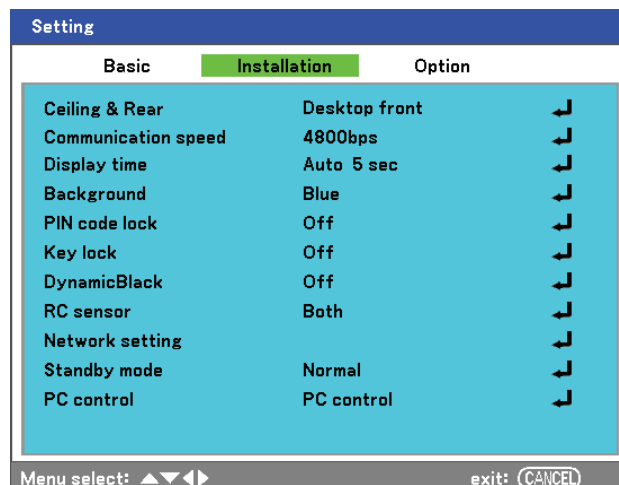 Setting
Basic Installation Option
Ceiling & Rear Desktop front
Communication speed 4800bps
Display time Auto 5 sec
Background Blue
PIN code lock Off
Key lock Off
DynamicBlack Off
RC sensor Both
Network setting
Standby mode Normal
PC control PC control
Menu select: ▲▼◀▶ exit: CANCEL